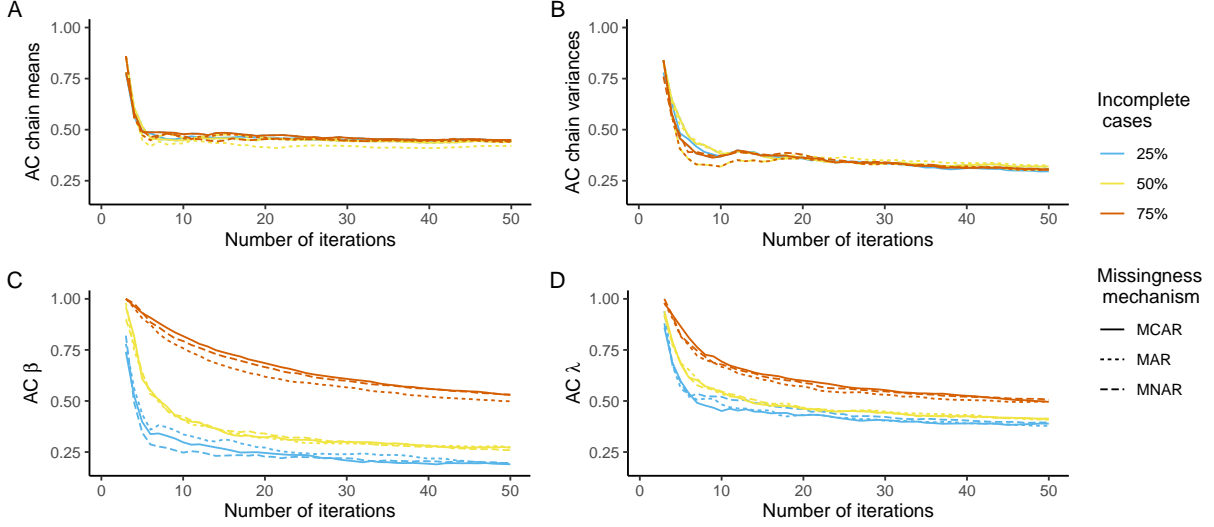 A
AC chain means
1.00
0.75
0.50
0.25
0
10
20
30
40
50
Number of iterations
B
AC chain variances
1.00
0.75
0.50
0.25
0
10
20
30
40
50
Number of iterations
C
AC β
1.00
0.75
0.50
0.25
0
10
20
30
40
50
Number of iterations
D
AC λ
1.00
0.75
0.50
0.25
0
10
20
30
40
50
Number of iterations
Incomplete
cases
25%
50%
75%
Missingness
mechanism
MCAR
MAR
MNAR